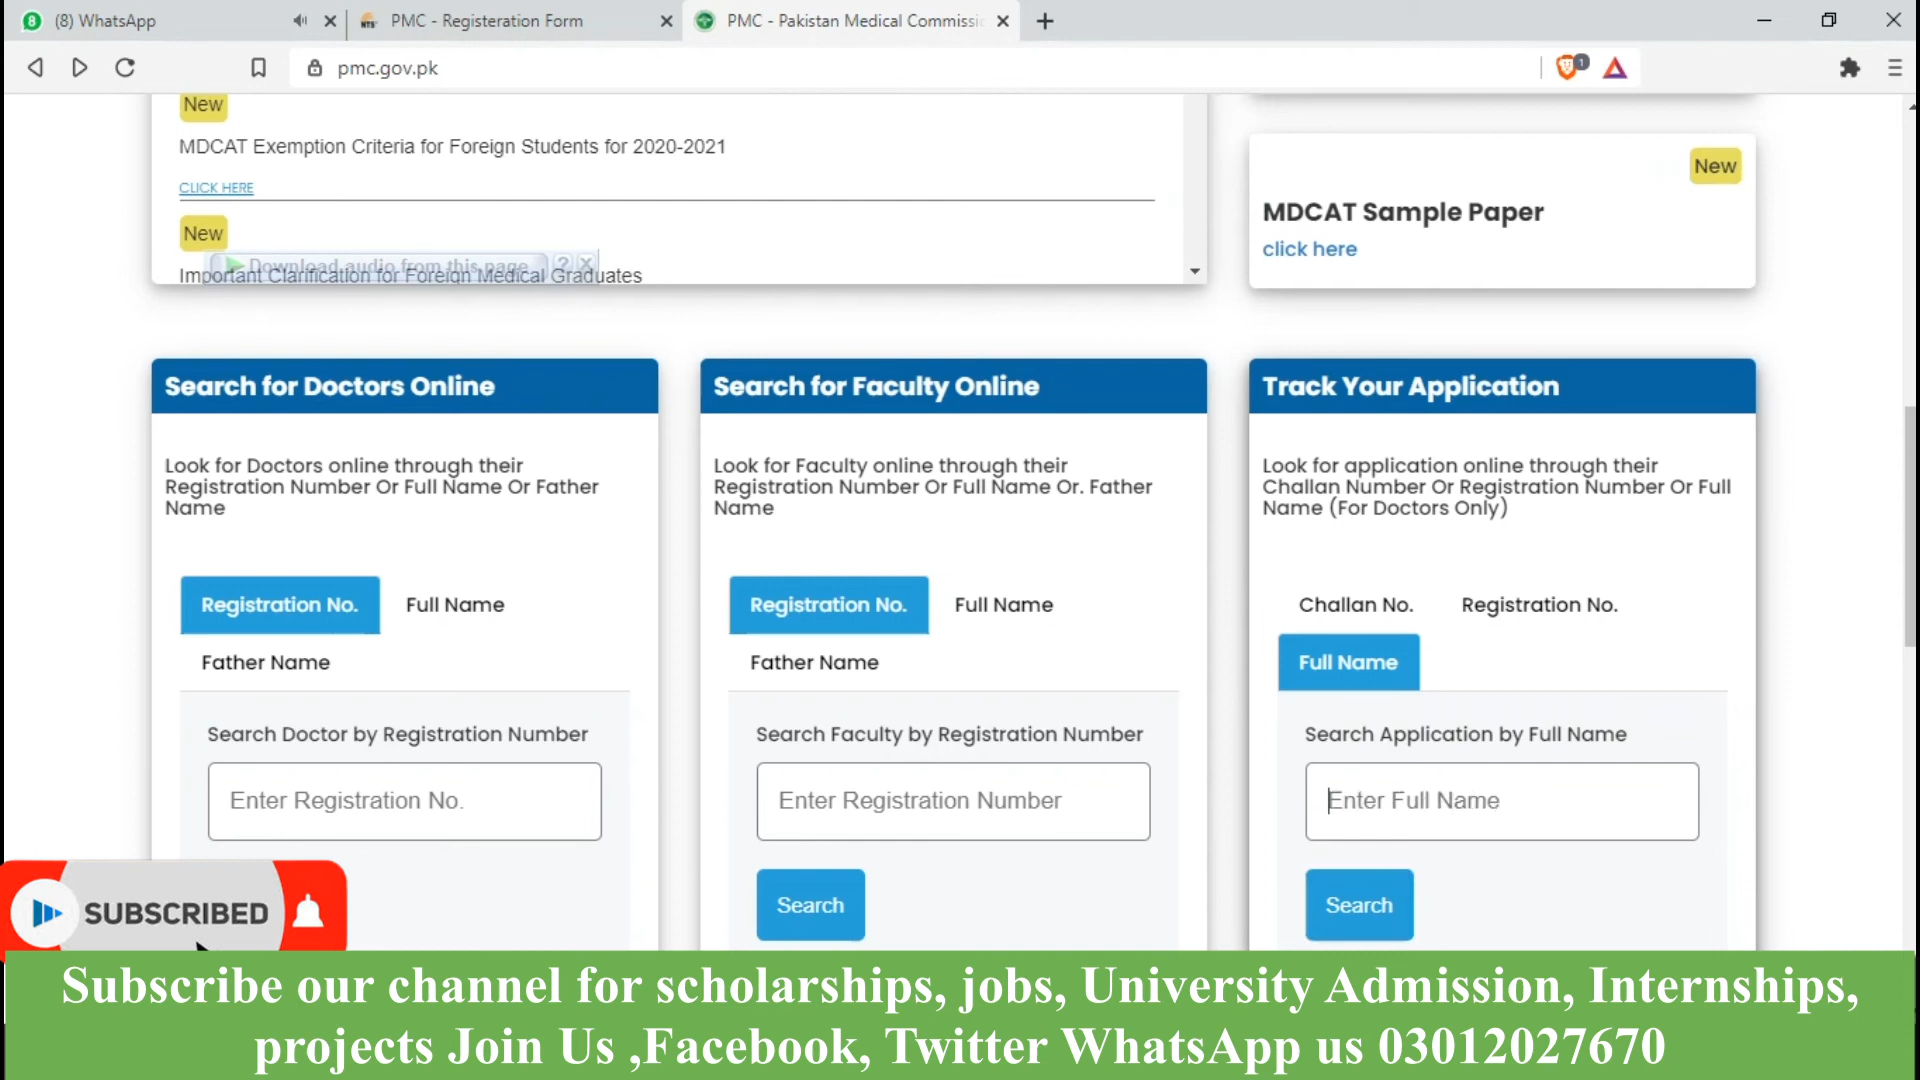 8 (8) WhatsApp
NTS PMC - Registeration Form
PMC - Pakistan Medical Commissi
pmc.gov.pk
1
New
MDCAT Exemption Criteria for Foreign Students for 2020-2021
CLICK HERE
New
Download audio from this page ?
Important Clarification for Foreign Medical Graduates
New
MDCAT Sample Paper
click here
Search for Doctors Online
Look for Doctors online through their
Registration Number Or Full Name Or Father
Name
Registration No. Full Name
Father Name
Search Doctor by Registration Number
Enter Registration No.
Search for Faculty Online
Look for Faculty online through their
Registration Number Or Full Name Or. Father
Name
Registration No. Full Name
Father Name
Search Faculty by Registration Number
Enter Registration Number
Search
Track Your Application
Look for application online through their
Challan Number Or Registration Number Or Full
Name (For Doctors Only)
Challan No. Registration No.
Full Name
Search Application by Full Name
Enter Full Name
Search
SUBSCRIBED
Subscribe our channel for scholarships, jobs, University Admission, Internships,
projects Join Us ,Facebook, Twitter WhatsApp us 03012027670